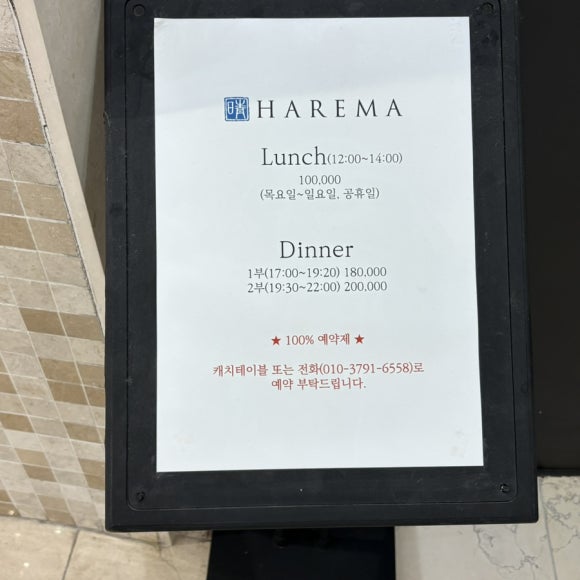 晴 HAREMA
Lunch(12:00~14:00)
100,000
(목요일~일요일, 공휴일)
Dinner
1부(17:00~19:20) 180,000
2부(19:30~22:00) 200,000
★ 100% 예약제 ★
캐치테이블 또는 전화(010-3791-6558)로
예약 부탁드립니다.